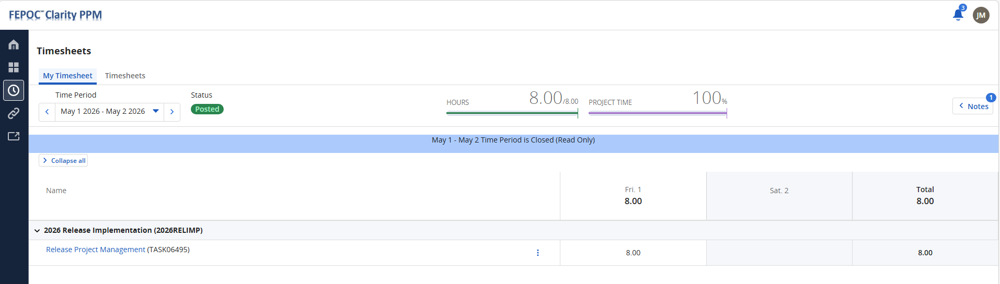 FEPOC™ Clarity PPM
3
JM
Timesheets
My Timesheet
Timesheets
Time Period
May 1 2026 - May 2 2026
Status
Posted
HOURS
8.00/8.00
PROJECT TIME
100%
Notes
1
May 1 - May 2 Time Period is Closed (Read Only)
Collapse all
Name
Fri. 1
8.00
Sat. 2
Total
8.00
2026 Release Implementation (2026RELIMP)
Release Project Management (TASK06495)
8.00
8.00